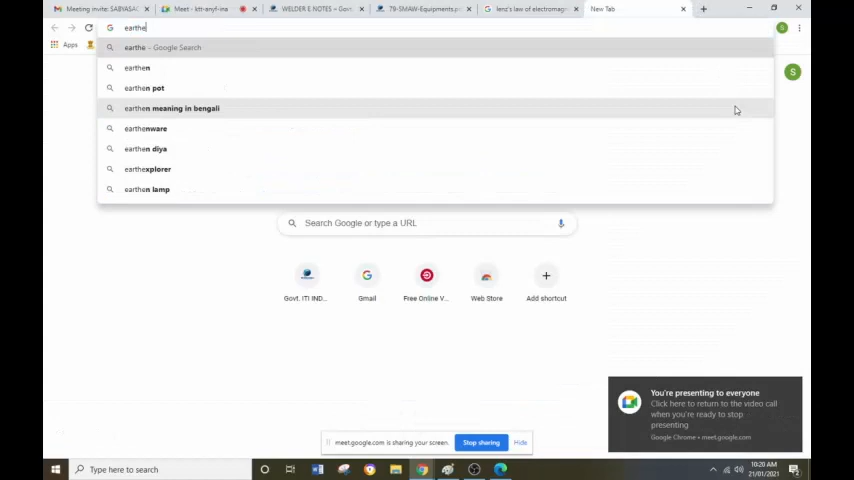 Meeting invite: SABYASA
Meet - ktt-anyf-ina
WELDER E NOTES – Gov
79-SMAW-Equipments.p
lenz's law of electromagn
New Tab
earthe
S
Apps
earthe – Google Search
S
earthen
earthen pot
earthen meaning in bengali
earthenware
earthen diya
earthexplorer
earthen lamp
Search Google or type a URL
Govt. ITI IND...
Gmail
Free Online V...
Web Store
Add shortcut
You're presenting to everyone
Click here to return to the video call
when you're ready to stop
presenting
Google Chrome • meet.google.com
meet.google.com is sharing your screen.
Stop sharing
Hide
Type here to search
10:20 AM
21/01/2021